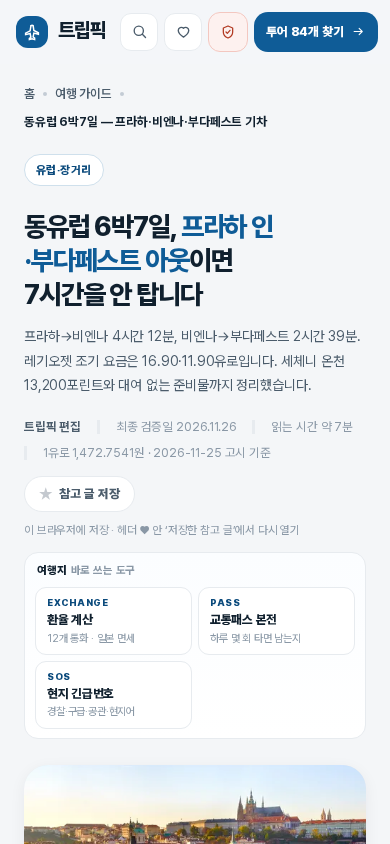 트립픽
투어 84개 찾기 →
홈 • 여행 가이드 •
동유럽 6박7일 — 프라하·비엔나·부다페스트 기차
유럽·장거리
동유럽 6박7일, 프라하 인
·부다페스트 아웃이면
7시간을 안 탑니다
프라하→비엔나 4시간 12분, 비엔나→부다페스트 2시간 39분.
레기오젯 조기 요금은 16.90·11.90유로입니다. 세체니 온천
13,200포린트와 대여 없는 준비물까지 정리했습니다.
트립픽 편집 | 최종 검증일 2026.11.26 | 읽는 시간 약 7분
| 1유로 1,472.7541원 · 2026-11-25 고시 기준
★ 참고 글 저장
이 브라우저에 저장 · 헤더 ♥ 안 ‘저장한 참고 글’에서 다시 열기
여행지 바로 쓰는 도구
EXCHANGE
환율 계산
12개 통화 · 일본 면세
PASS
교통패스 본전
하루 몇 회 타면 남는지
SOS
현지 긴급번호
경찰·구급·공관·현지어